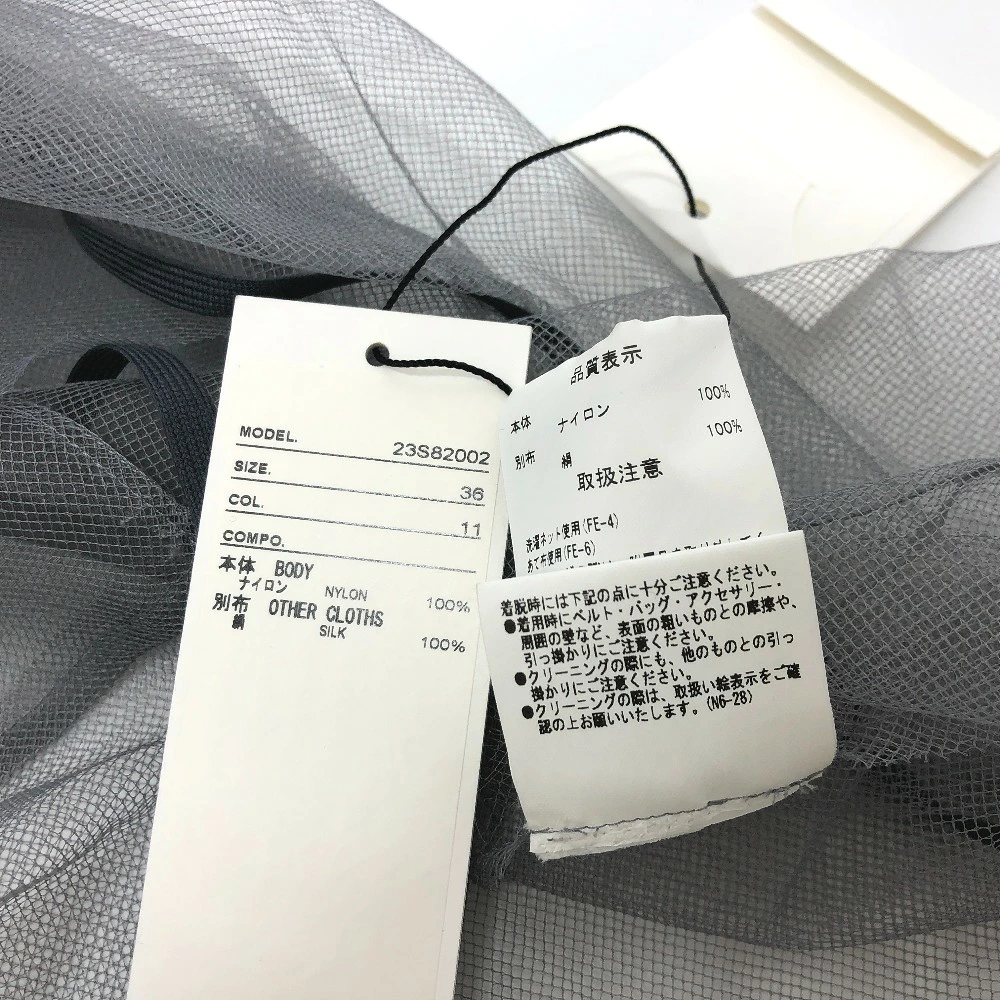 MODEL. 23S82002
SIZE. 36
COL. 11
COMPO.
本体 BODY
ナイロン NYLON 100%
別布 OTHER CLOTHS
絹 SILK 100%
品質表示
本体 ナイロン 100%
別布 絹 100%
取扱注意
洗濯ネット使用(FE-4)
あて布使用(FE-6)
着脱時には下記の点に十分ご注意ください。
●着用時にベルト・バッグ・アクセサリー・
周囲の壁など、表面の粗いものとの摩擦や、
引っ掛かりにご注意ください。
●クリーニングの際にも、他のものとの引っ
掛かりにご注意ください。
●クリーニングの際は、取扱い絵表示をご確
認の上お願いいたします。(N6-28)